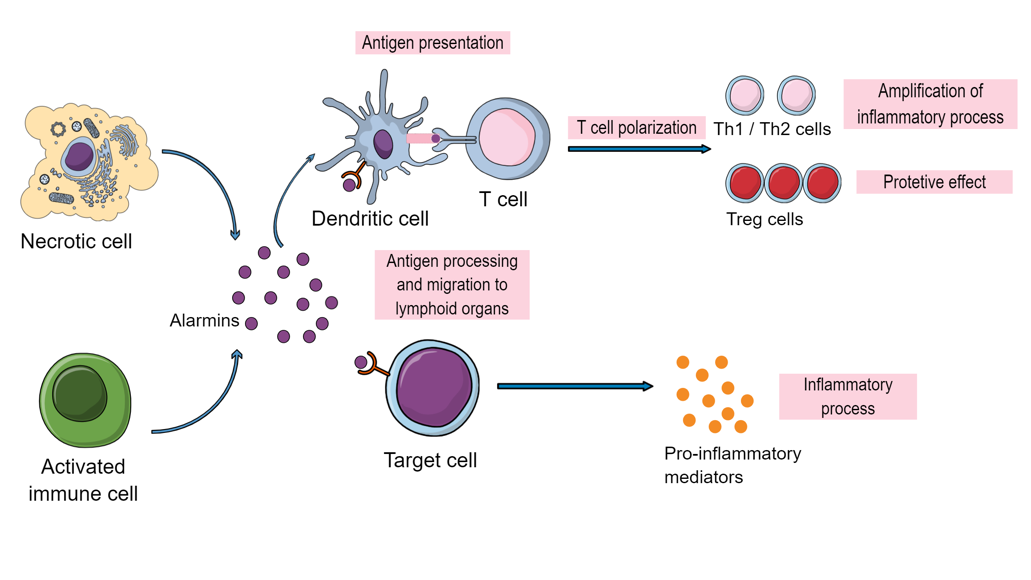 Antigen presentation
Necrotic cell
Dendritic cell
T cell
T cell polarization
Th1 / Th2 cells
Amplification of
inflammatory process
Treg cells
Protetive effect
Alarmins
Antigen processing
and migration to
lymphoid organs
Activated
immune cell
Target cell
Pro-inflammatory
mediators
Inflammatory
process